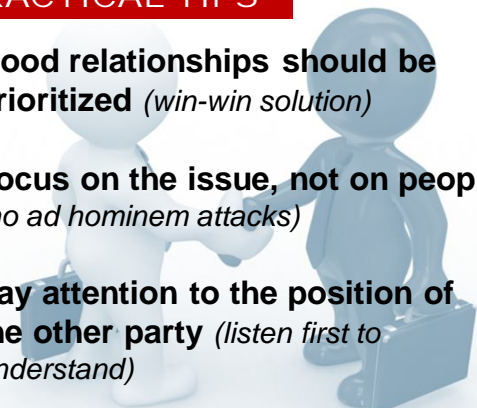 RACTICAL TIPS
ood relationships should be
rioritized (win-win solution)
ocus on the issue, not on peop
no ad hominem attacks)
ay attention to the position of
he other party (listen first to
nderstand)